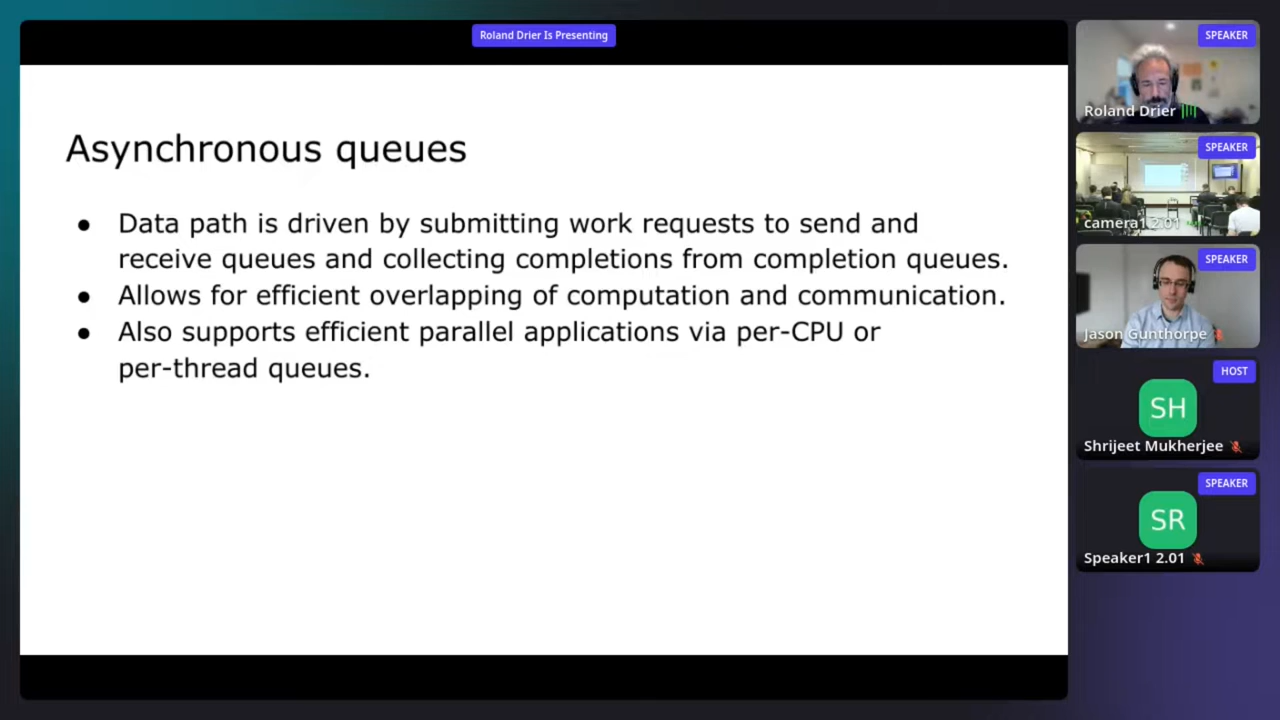 Roland Drier Is Presenting
Asynchronous queues
● Data path is driven by submitting work requests to send and
receive queues and collecting completions from completion queues.
● Allows for efficient overlapping of computation and communication.
● Also supports efficient parallel applications via per-CPU or
per-thread queues.
SPEAKER
Roland Drier
SPEAKER
camera1 2.01
SPEAKER
Jason Gunthorpe
HOST
SH
Shrijeet Mukherjee
SPEAKER
SR
Speaker1 2.01